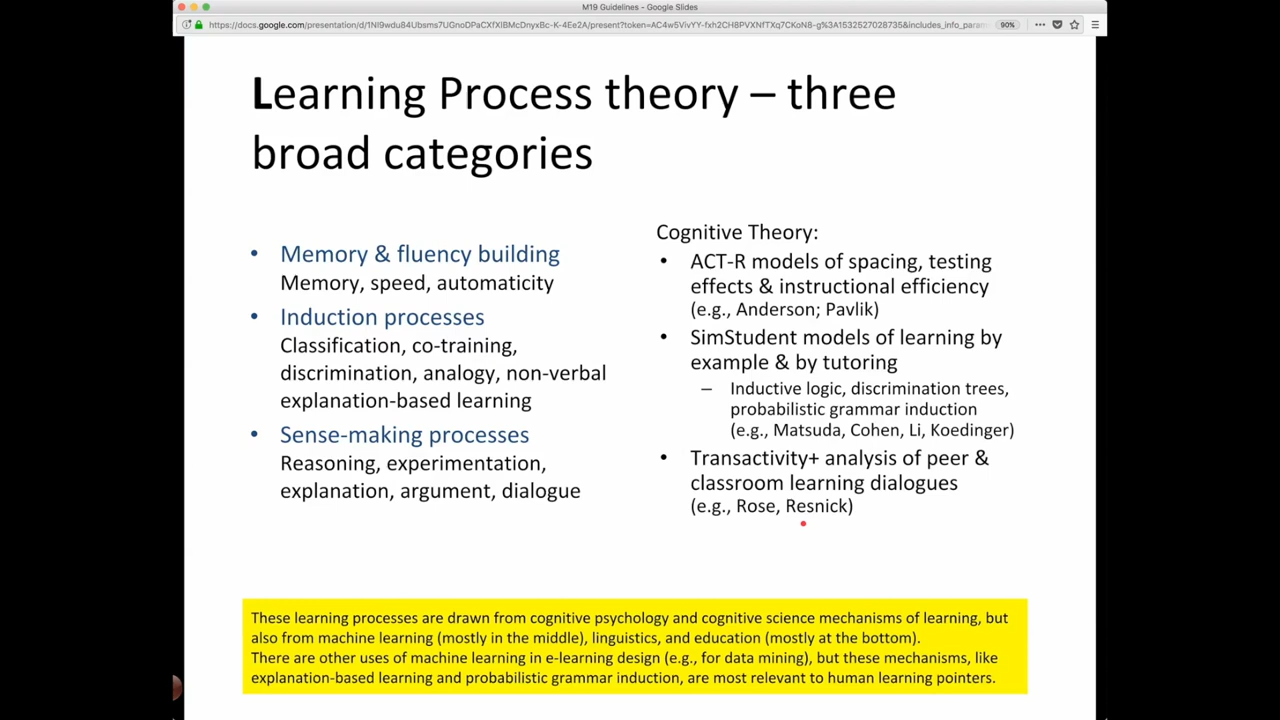 M19 Guidelines - Google Slides
90%
Learning Process theory – three
broad categories
• Memory & fluency building
Memory, speed, automaticity
• Induction processes
Classification, co-training,
discrimination, analogy, non-verbal
explanation-based learning
• Sense-making processes
Reasoning, experimentation,
explanation, argument, dialogue
Cognitive Theory:
• ACT-R models of spacing, testing
effects & instructional efficiency
(e.g., Anderson; Pavlik)
• SimStudent models of learning by
example & by tutoring
– Inductive logic, discrimination trees,
probabilistic grammar induction
(e.g., Matsuda, Cohen, Li, Koedinger)
• Transactivity+ analysis of peer &
classroom learning dialogues
(e.g., Rose, Resnick)
These learning processes are drawn from cognitive psychology and cognitive science mechanisms of learning, but
also from machine learning (mostly in the middle), linguistics, and education (mostly at the bottom).
There are other uses of machine learning in e-learning design (e.g., for data mining), but these mechanisms, like
explanation-based learning and probabilistic grammar induction, are most relevant to human learning pointers.